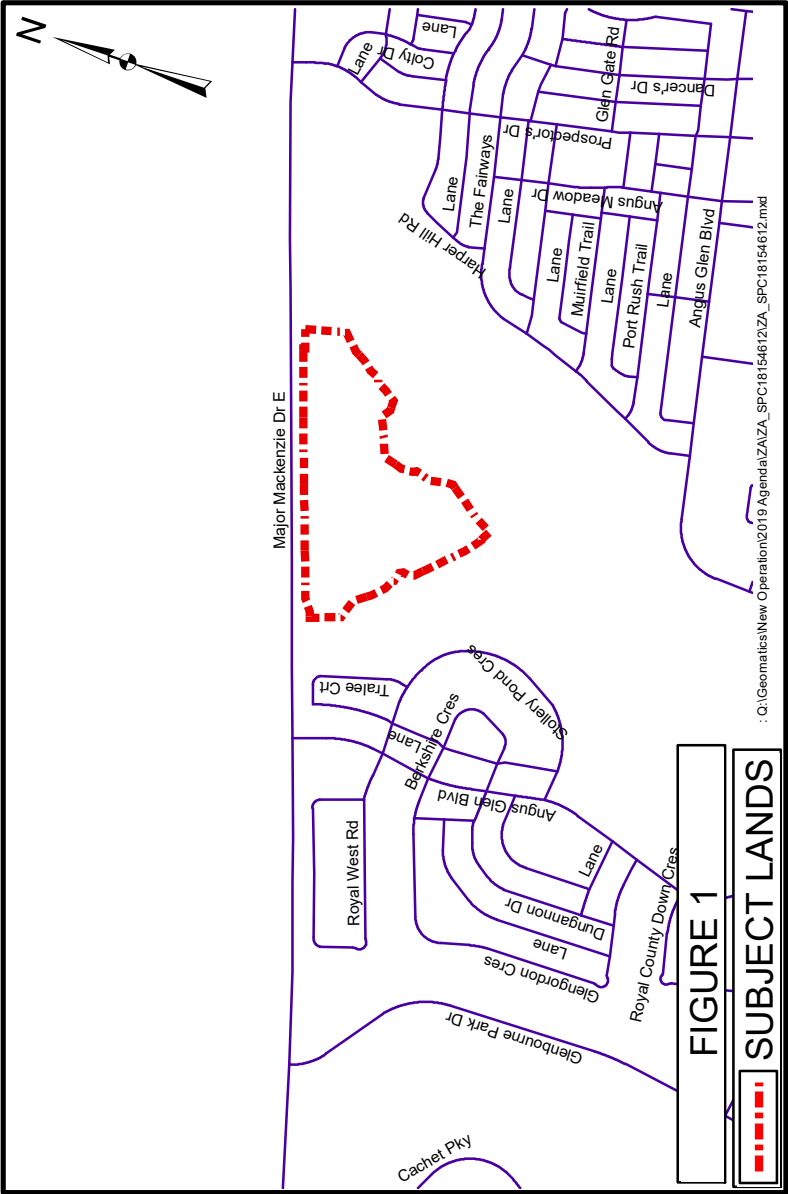 N
Major Mackenzie Dr E
Lane
Colty Dr
Lane
Glen Gate Rd
Dancer's Dr
Prospector's Dr
The Fairways
Lane
Lane
Harper Hill Rd
Angus Meadow Dr
Lane
Muirfield Trail
Lane
Port Rush Trail
Lane
Angus Glen Blvd
Tralee Crt
Stollery Pond Cres
Lane
Berkshire Cres
Angus Glen Blvd
Royal West Rd
Lane
Dungannon Dr
Lane
Glengordon Cres
Royal County Down Cres
Glenbourne Park Dr
Cachet Pky
: Q:\Geomatics\New Operation\2019 Agenda\ZA\ZA_SPC18154612\ZA_SPC18154612.mxd
FIGURE 1
SUBJECT LANDS